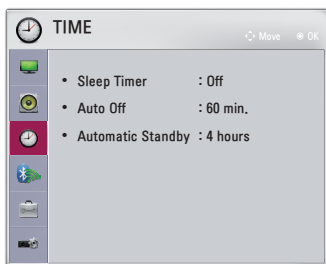 TIME
Move OK
• Sleep Timer : Off
• Auto Off : 60 min.
• Automatic Standby : 4 hours